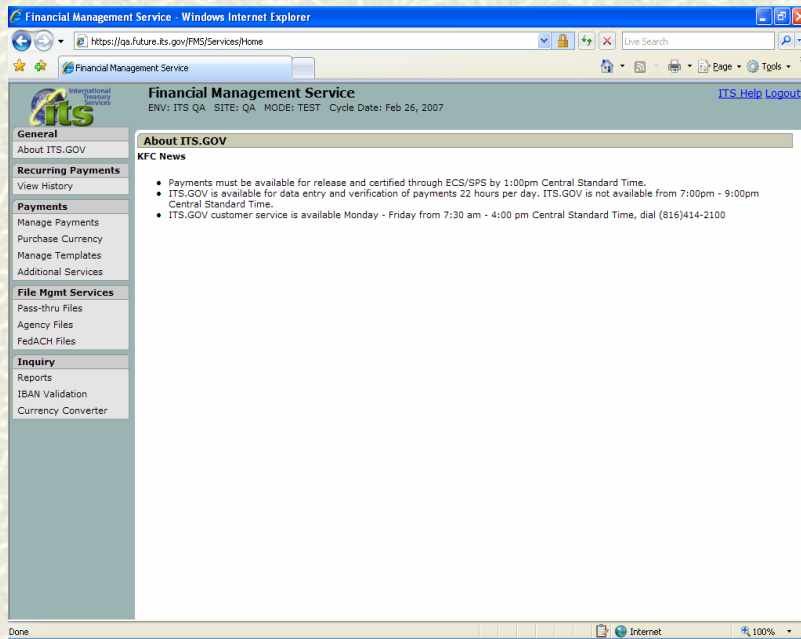 Financial Management Service - Windows Internet Explorer
https://qa.future.its.gov/FMS/Services/Home
Live Search
Financial Management Service
Page
Tools
International
Treasury
Services
its
Financial Management Service
ENV: ITS QA SITE: QA MODE: TEST Cycle Date: Feb 26, 2007
ITS Help Logout
General
About ITS.GOV
Recurring Payments
View History
Payments
Manage Payments
Purchase Currency
Manage Templates
Additional Services
File Mgmt Services
Pass-thru Files
Agency Files
FedACH Files
Inquiry
Reports
IBAN Validation
Currency Converter
About ITS.GOV
KFC News
• Payments must be available for release and certified through ECS/SPS by 1:00pm Central Standard Time.
• ITS.GOV is available for data entry and verification of payments 22 hours per day. ITS.GOV is not available from 7:00pm - 9:00pm
Central Standard Time.
• ITS.GOV customer service is available Monday - Friday from 7:30 am - 4:00 pm Central Standard Time, dial (816)414-2100
Done
Internet
100%